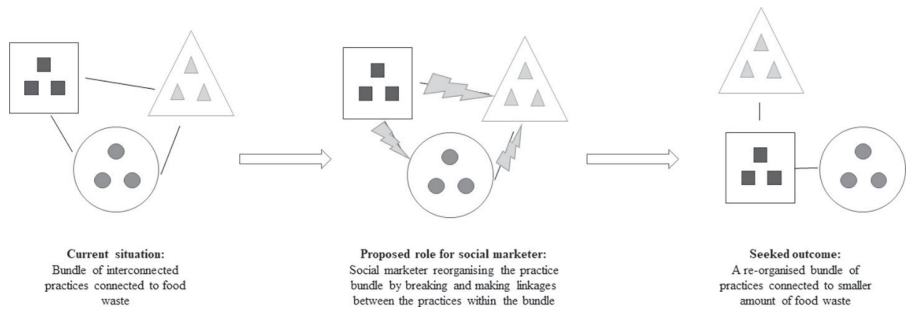 Current situation:
Bundle of interconnected
practices connected to food
waste
Proposed role for social marketer:
Social marketer reorganising the practice
bundle by breaking and making linkages
between the practices within the bundle
Seeked outcome:
A re-organised bundle of
practices connected to smaller
amount of food waste